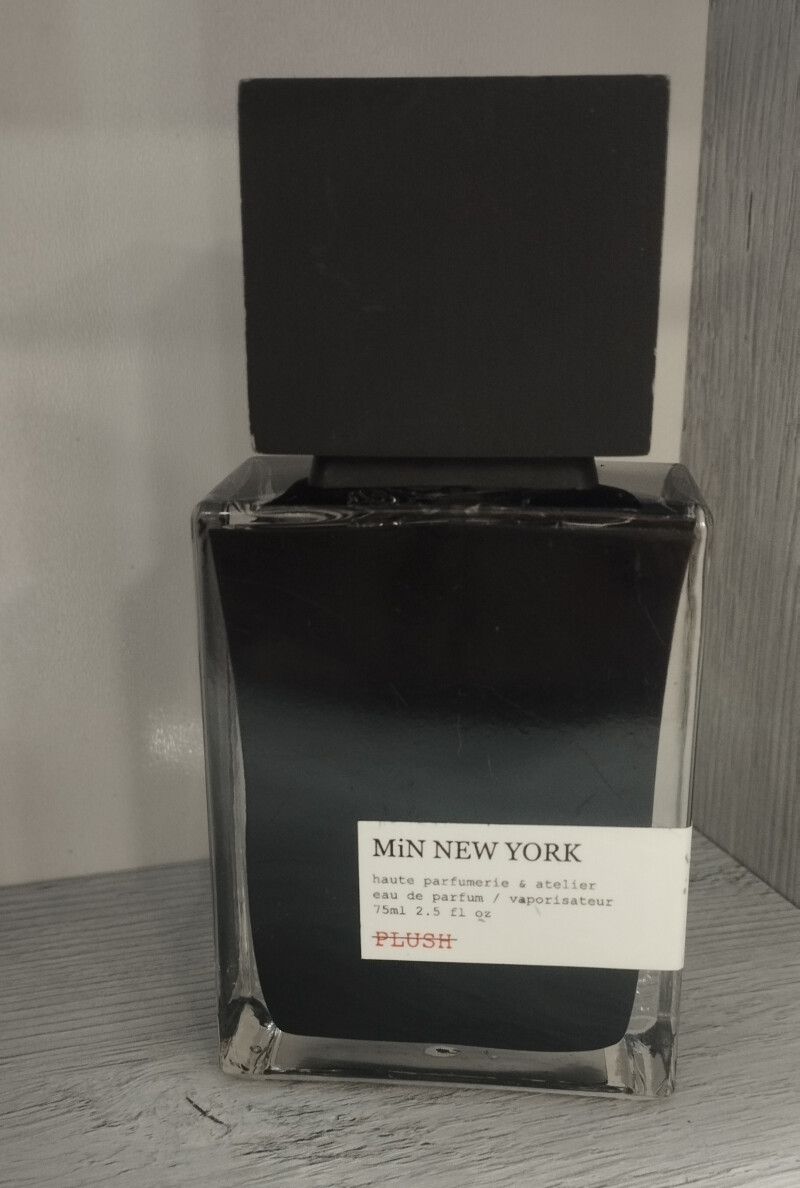 MiN NEW YORK
haute parfumerie & atelier
eau de parfum / vaporisateur
75ml 2.5 fl oz
PLUSH